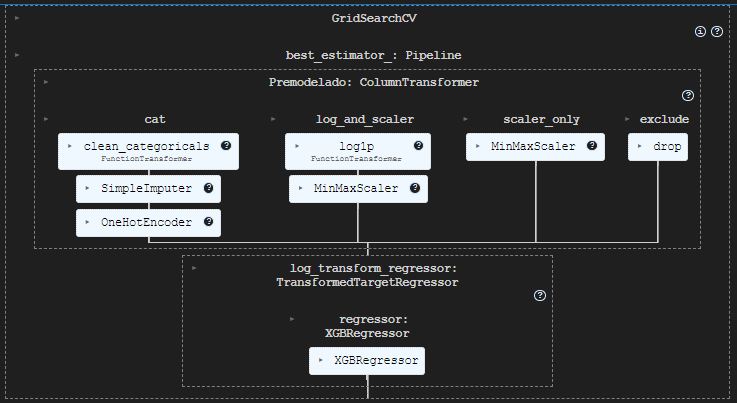 GridSearchCV
i ?
best_estimator_: Pipeline
Premodelado: ColumnTransformer
?
cat log_and_scaler scaler_only exclude
clean_categoricals ? log1p ? MinMaxScaler ? drop
FunctionTransformer FunctionTransformer
SimpleImputer ? MinMaxScaler ?
OneHotEncoder ?
log_transform_regressor:
TransformedTargetRegressor
?
regressor:
XGBRegressor
XGBRegressor